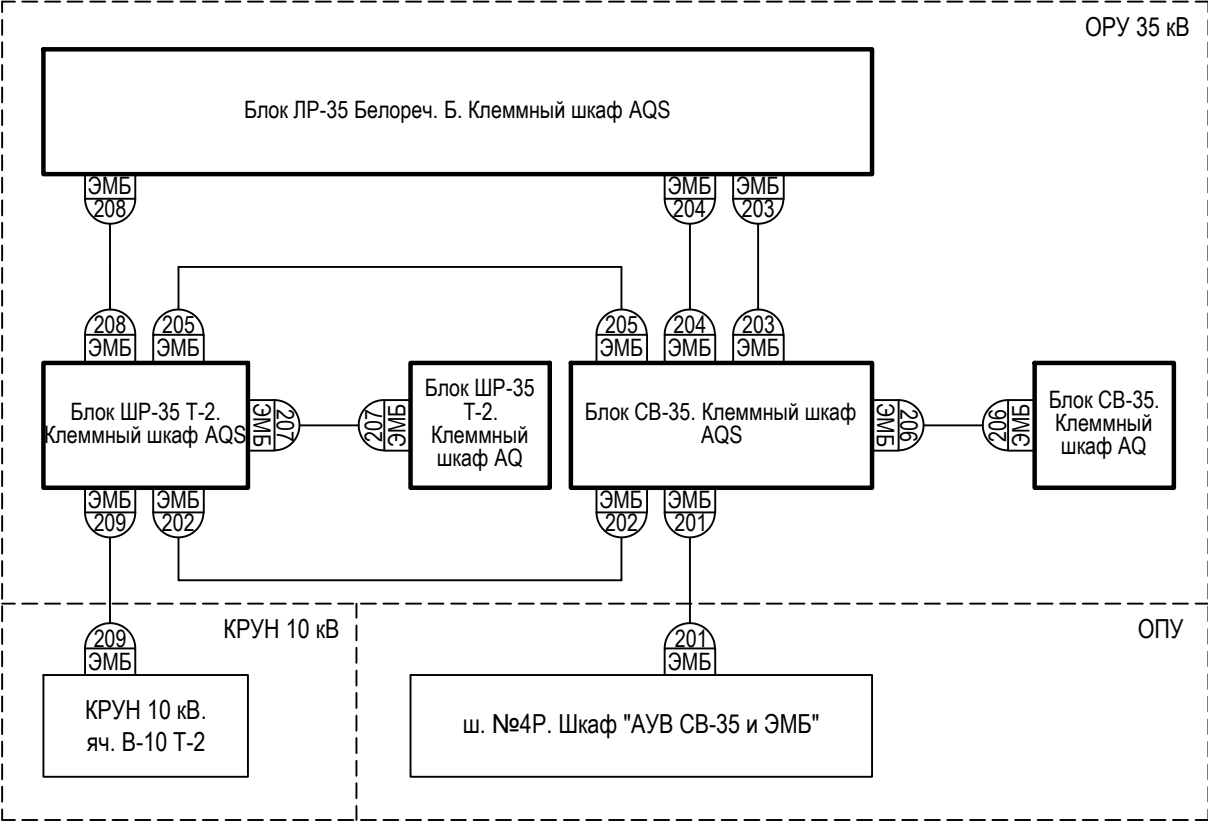 ОРУ 35 кВ
Блок ЛР-35 Белореч. Б. Клеммный шкаф AQS
ЭМБ
208
ЭМБ
204
ЭМБ
203
208
ЭМБ
205
ЭМБ
205
ЭМБ
204
ЭМБ
203
ЭМБ
Блок ШР-35 Т-2.
Клеммный шкаф AQS
ЭМБ
207
207
ЭМБ
Блок ШР-35
Т-2.
Клеммный
шкаф AQ
Блок СВ-35. Клеммный шкаф
AQS
ЭМБ
206
206
ЭМБ
Блок СВ-35.
Клеммный
шкаф AQ
ЭМБ
209
ЭМБ
202
ЭМБ
202
ЭМБ
201
КРУН 10 кВ
ОПУ
209
ЭМБ
201
ЭМБ
КРУН 10 кВ.
яч. В-10 Т-2
ш. №4Р. Шкаф "АУВ СВ-35 и ЭМБ"